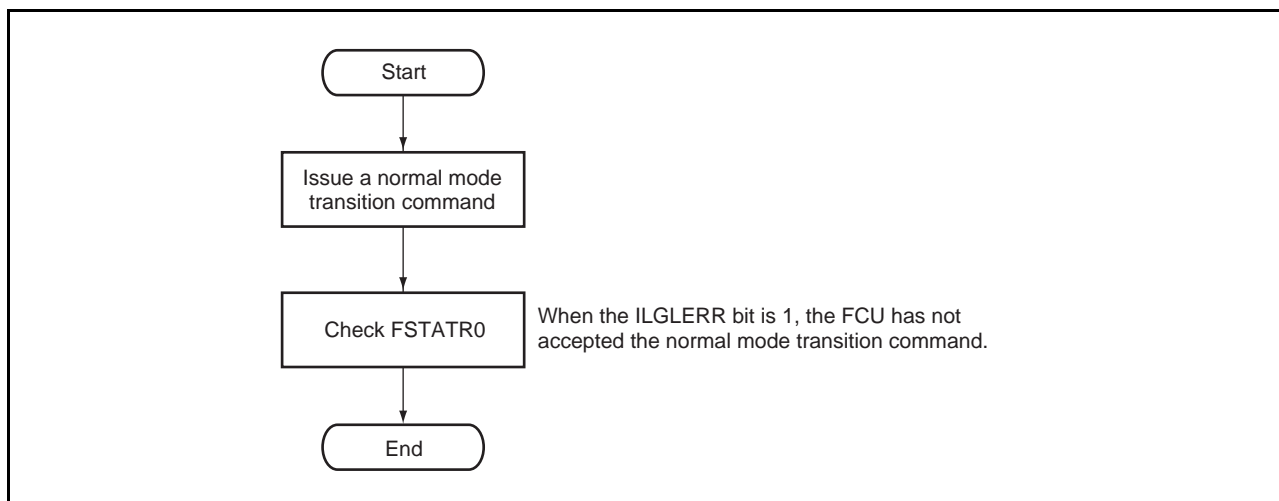 Start
Issue a normal mode
transition command
Check FSTATR0
When the ILGLERR bit is 1, the FCU has not
accepted the normal mode transition command.
End